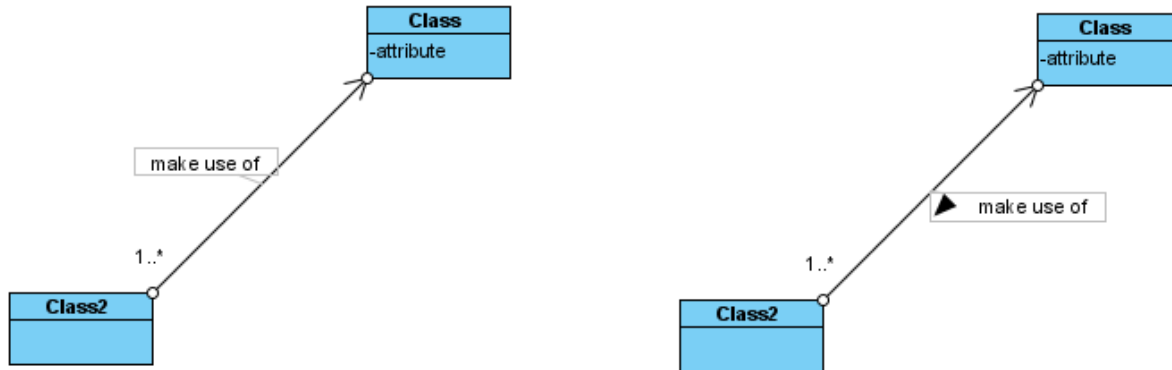 Class
-attribute
make use of
1..*
Class2
Class
-attribute
make use of
1..*
Class2